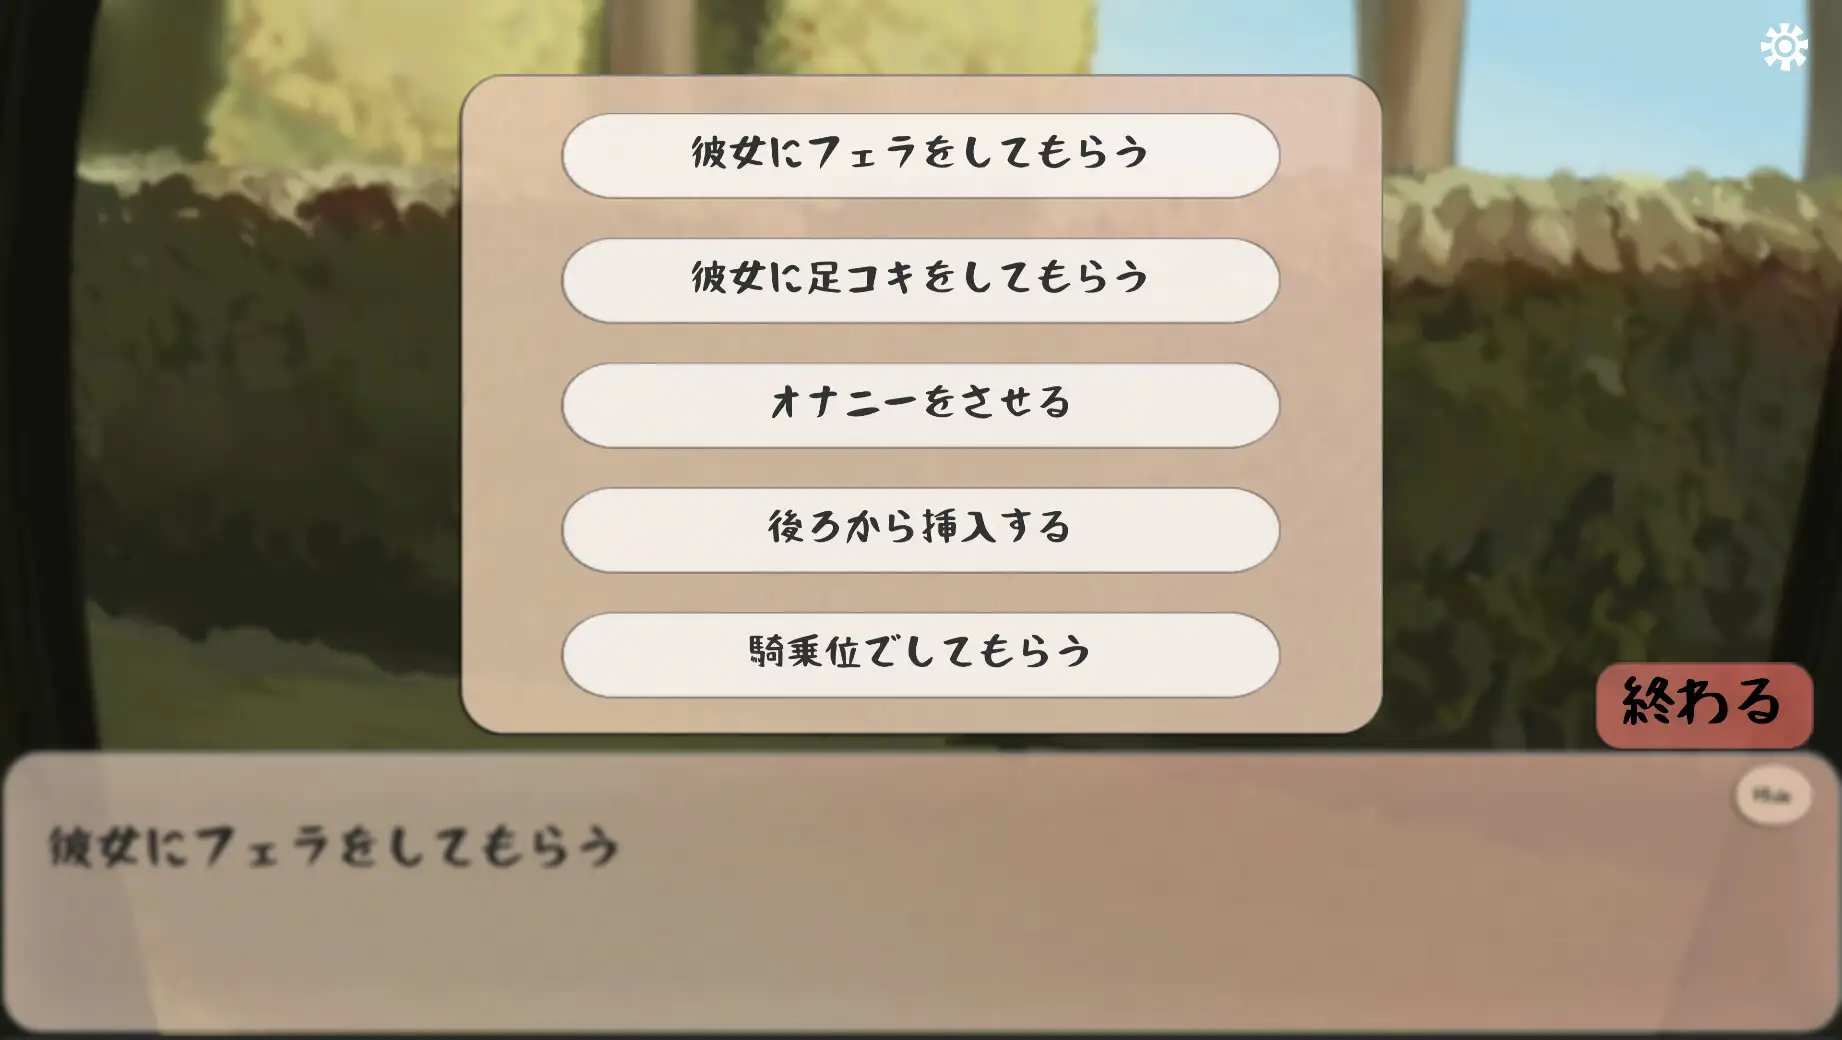 彼女にフェラをしてもらう
彼女に足コキをしてもらう
オナニーをさせる
後ろから挿入する
騎乗位でしてもらう
終わる
Hide
彼女にフェラをしてもらう